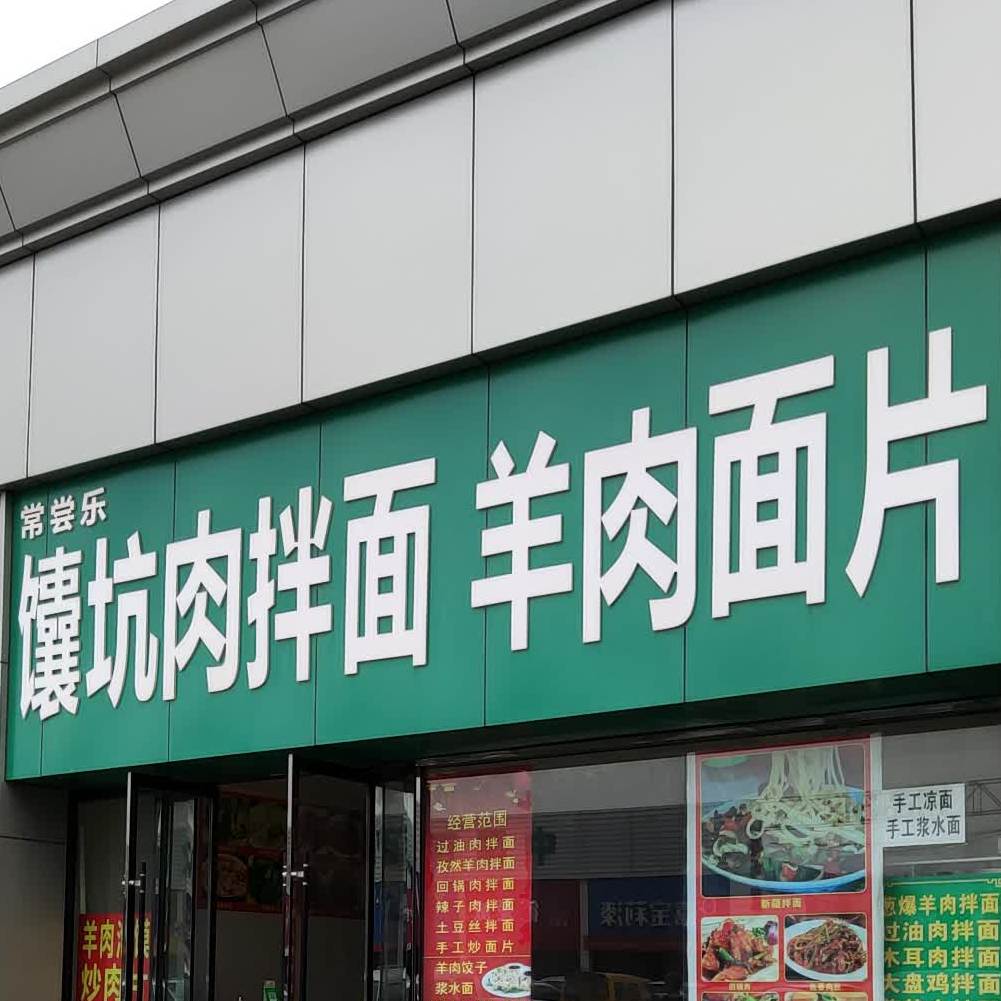 常尝乐
馕坑肉拌面 羊肉面片
经营范围
过油肉拌面
孜然羊肉拌面
回锅肉拌面
辣子肉拌面
土豆丝拌面
手工炒面片
羊肉饺子
浆水面
新疆拌面
手工凉面
手工浆水面
葱爆羊肉拌面
过油肉拌面
木耳肉拌面
大盘鸡拌面
羊肉
炒肉